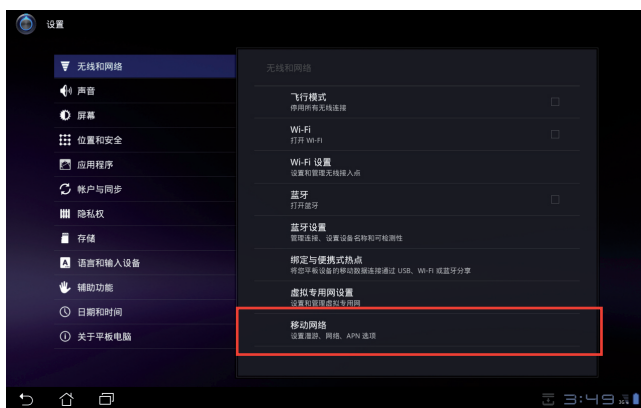 设置
无线和网络
声音
屏幕
位置和安全
应用程序
帐户与同步
隐私权
存储
语言和输入设备
辅助功能
日期和时间
关于平板电脑
无线和网络
飞行模式
停用所有无线连接
Wi-Fi
打开 Wi-Fi
Wi-Fi 设置
设置和管理无线接入点
蓝牙
打开蓝牙
蓝牙设置
管理连接、设置设备名称和可检测性
绑定与便携式热点
将您平板设备的移动数据连接通过 USB、Wi-Fi 或蓝牙分享
虚拟专用网设置
设置和管理虚拟专用网
移动网络
设置漫游、网络、APN 选项
3:49